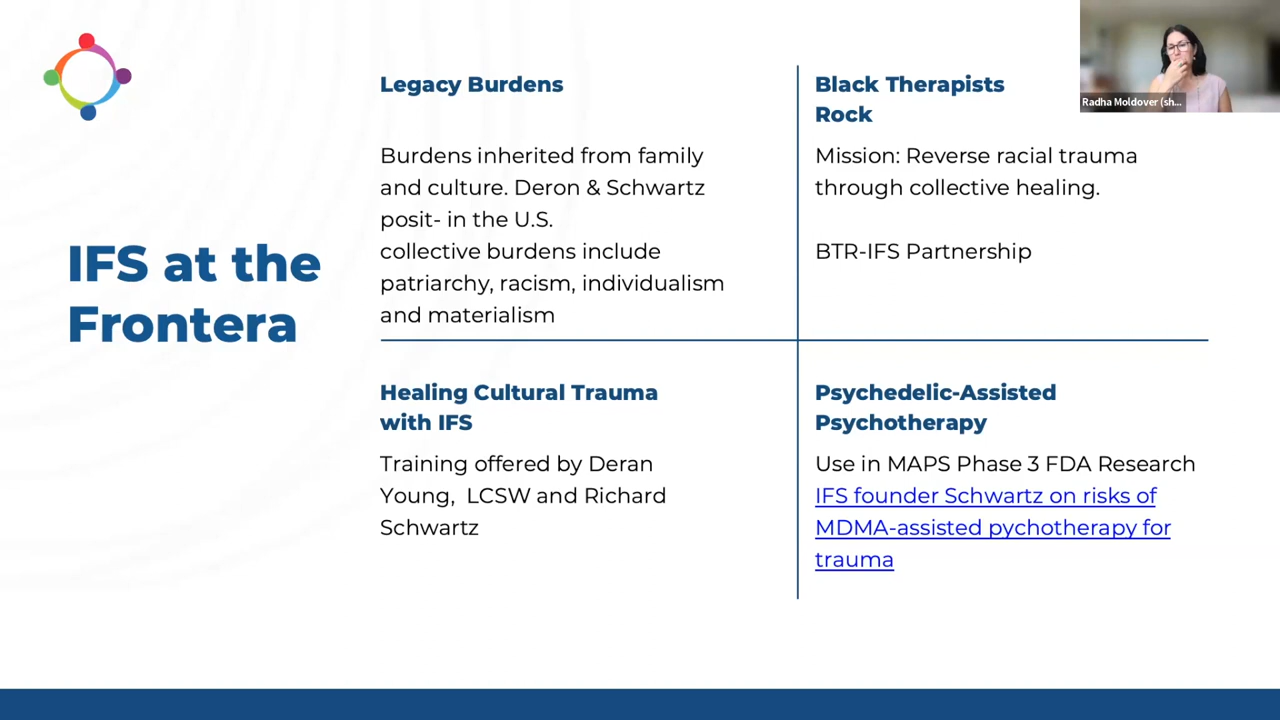 IFS at the
Frontera
Legacy Burdens
Burdens inherited from family
and culture. Deron & Schwartz
posit- in the U.S.
collective burdens include
patriarchy, racism, individualism
and materialism
Black Therapists
Rock
Mission: Reverse racial trauma
through collective healing.
BTR-IFS Partnership
Healing Cultural Trauma
with IFS
Training offered by Deran
Young, LCSW and Richard
Schwartz
Psychedelic-Assisted
Psychotherapy
Use in MAPS Phase 3 FDA Research
IFS founder Schwartz on risks of
MDMA-assisted pychotherapy for
trauma
Radha Moldover (sh...